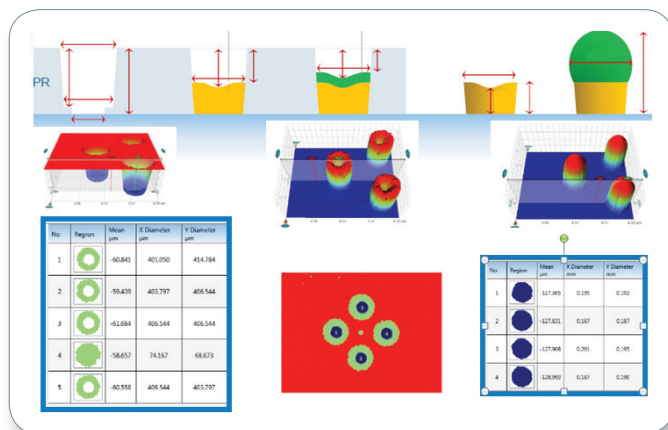 PR
No Region Mean µm X Diameter µm Y Diameter µm
1 -60.841 401.050 414.784
2 -59.439 403.797 406.544
3 -61.694 406.544 406.544
4 -58.657 74.167 68.673
5 -60.558 406.544 403.797
3
1 4
2
No Region Mean µm X Diameter mm Y Diameter mm
1 -127.865 0.195 0.192
2 -127.831 0.187 0.187
3 -127.908 0.201 0.195
4 -128.990 0.187 0.190